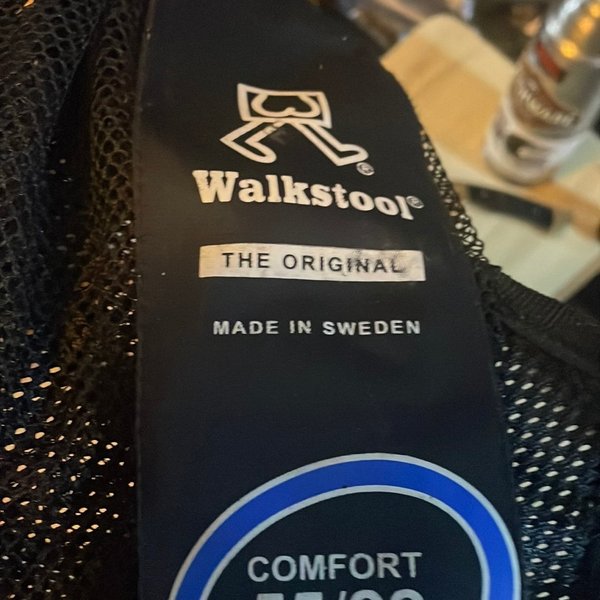 Walkstool®
THE ORIGINAL
MADE IN SWEDEN
COMFORT